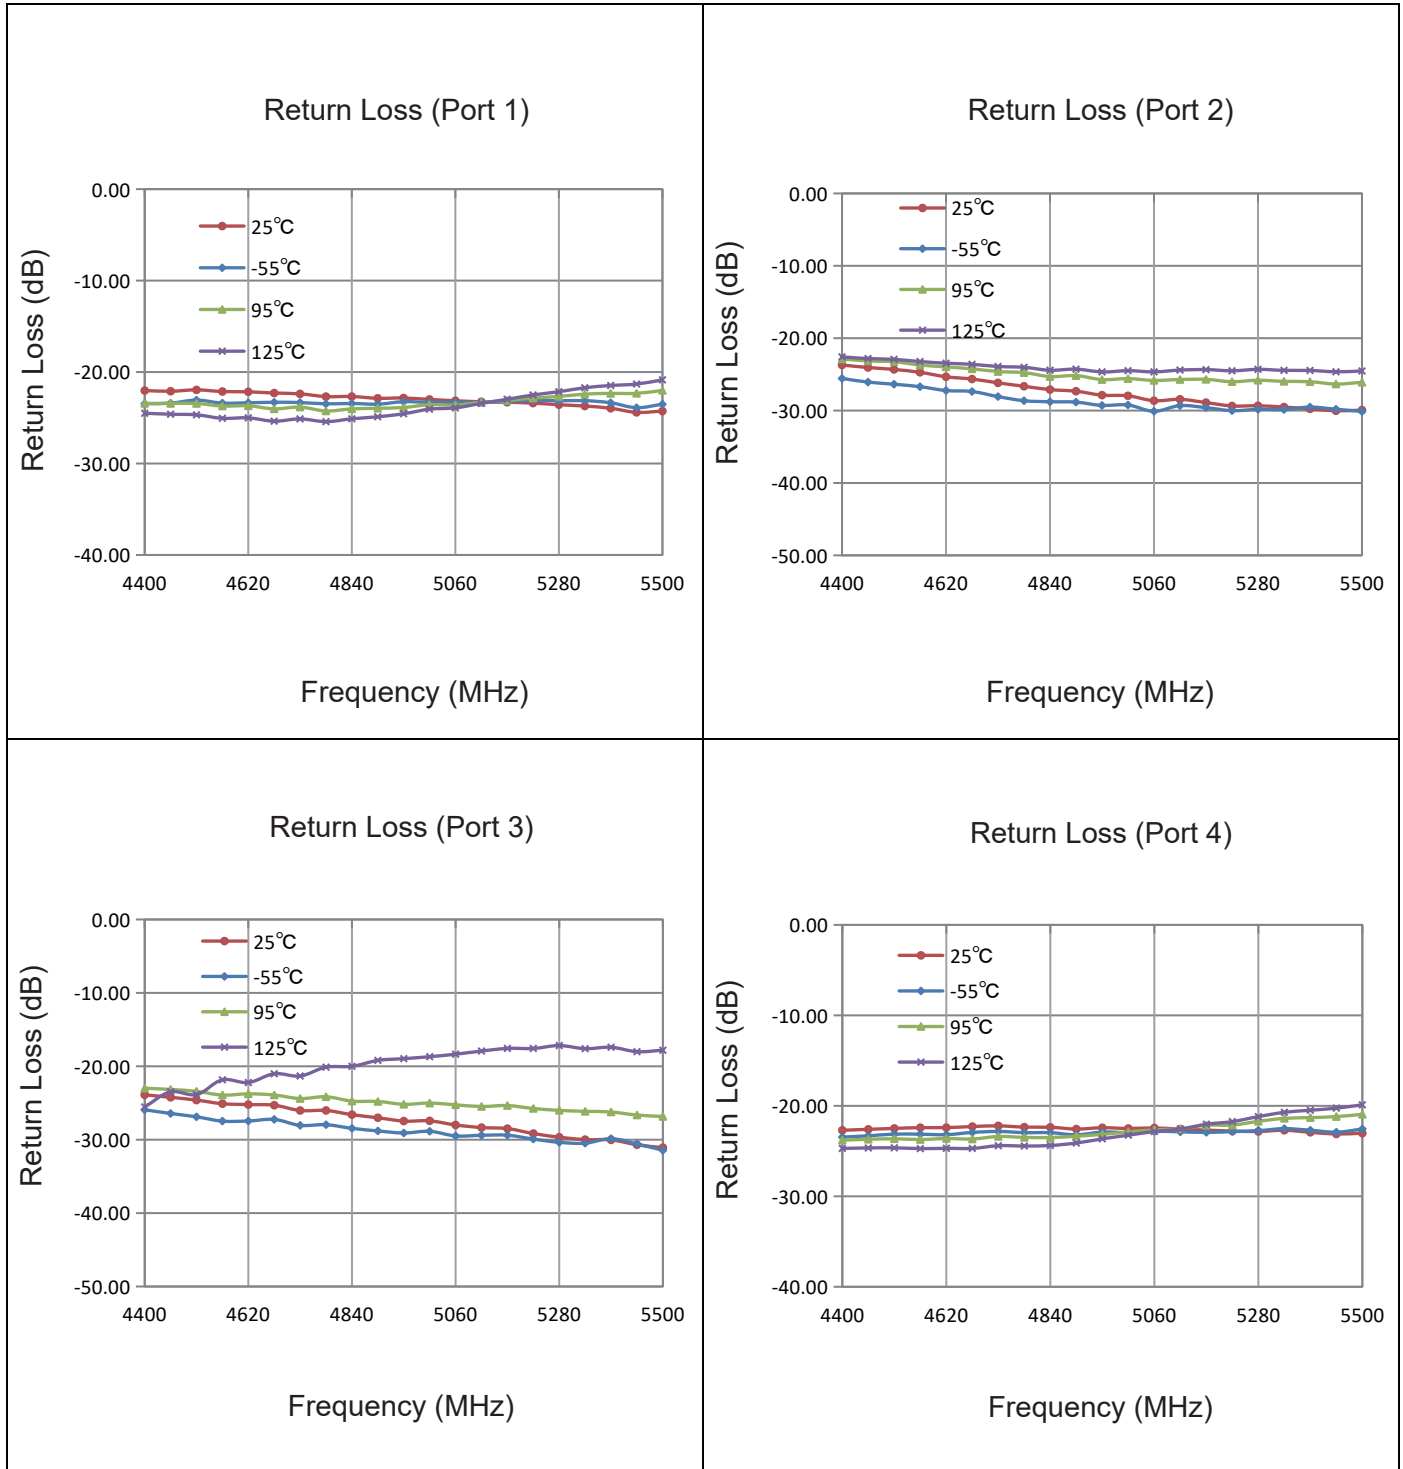 Return Loss (Port 1)
Return Loss (dB)
0.00
-10.00
-20.00
-30.00
-40.00
25℃
-55℃
95℃
125℃
4400 4620 4840 5060 5280 5500
Frequency (MHz)
Return Loss (Port 2)
Return Loss (dB)
0.00
-10.00
-20.00
-30.00
-40.00
-50.00
25℃
-55℃
95℃
125℃
4400 4620 4840 5060 5280 5500
Frequency (MHz)
Return Loss (Port 3)
Return Loss (dB)
0.00
-10.00
-20.00
-30.00
-40.00
-50.00
25℃
-55℃
95℃
125℃
4400 4620 4840 5060 5280 5500
Frequency (MHz)
Return Loss (Port 4)
Return Loss (dB)
0.00
-10.00
-20.00
-30.00
-40.00
25℃
-55℃
95℃
125℃
4400 4620 4840 5060 5280 5500
Frequency (MHz)